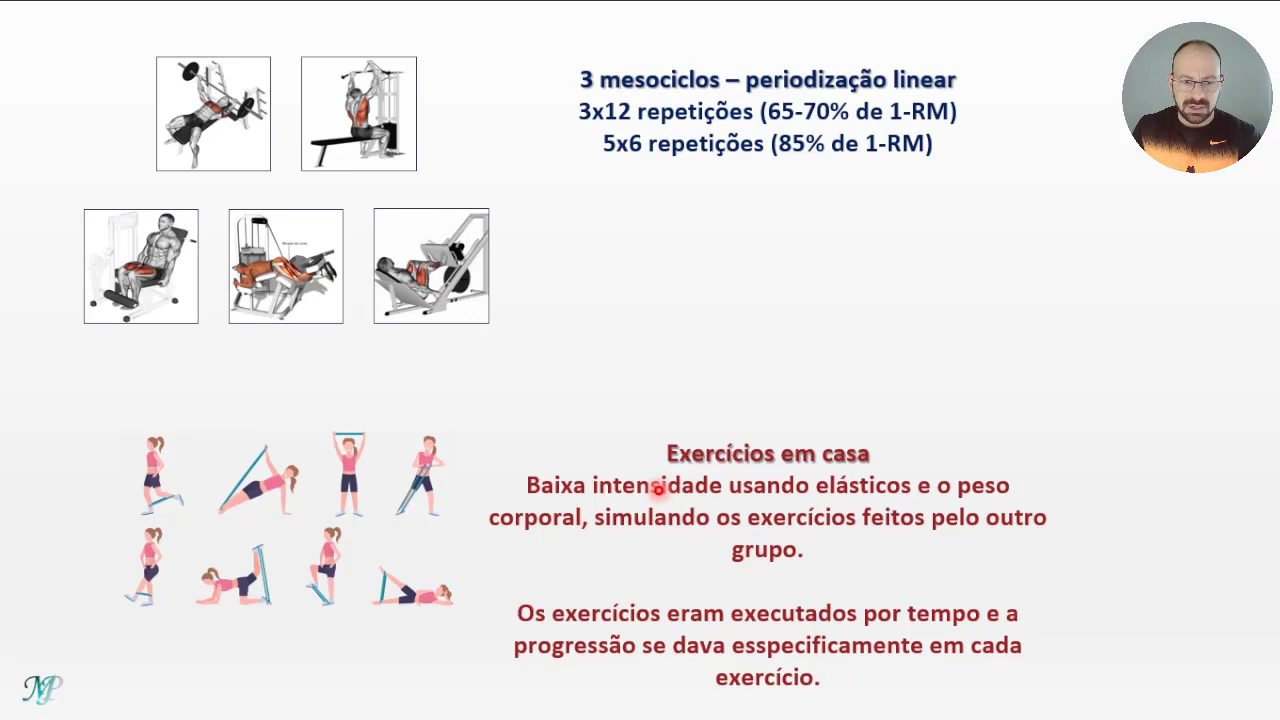 3 mesociclos – periodização linear
3x12 repetições (65-70% de 1-RM)
5x6 repetições (85% de 1-RM)
Exercícios em casa
Baixa intensidade usando elásticos e o peso
corporal, simulando os exercícios feitos pelo outro
grupo.
Os exercícios eram executados por tempo e a
progressão se dava esspecificamente em cada
exercício.
MP